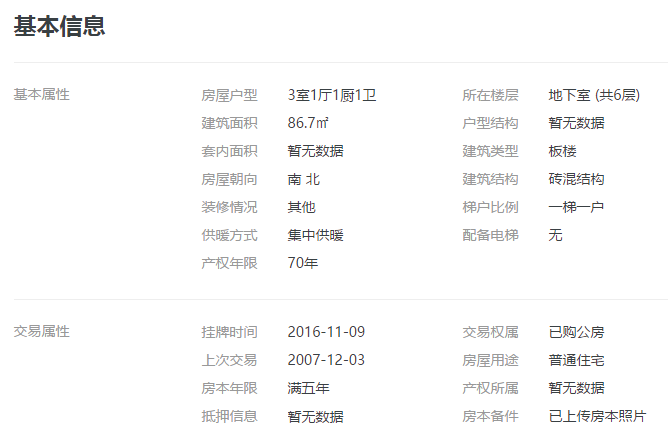 基本信息
基本属性 房屋户型 3室1厅1厨1卫 所在楼层 地下室 (共6层)
建筑面积 86.7㎡ 户型结构 暂无数据
套内面积 暂无数据 建筑类型 板楼
房屋朝向 南 北 建筑结构 砖混结构
装修情况 其他 梯户比例 一梯一户
供暖方式 集中供暖 配备电梯 无
产权年限 70年
交易属性 挂牌时间 2016-11-09 交易权属 已购公房
上次交易 2007-12-03 房屋用途 普通住宅
房本年限 满五年 产权所属 暂无数据
抵押信息 暂无数据 房本备件 已上传房本照片